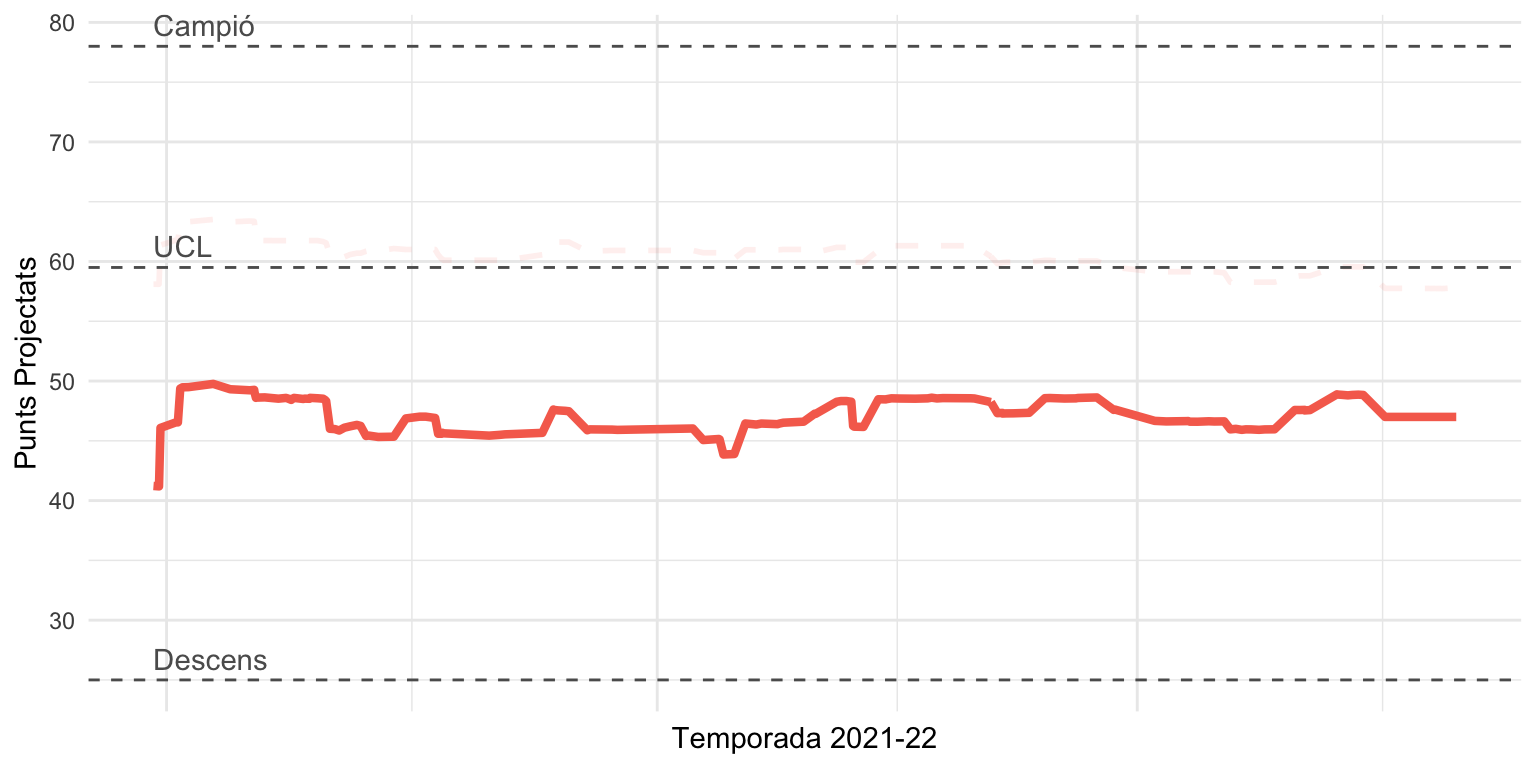 80
Campió
70
UCL
60
50
40
30
Descens
Punts Projectats
Temporada 2021-22